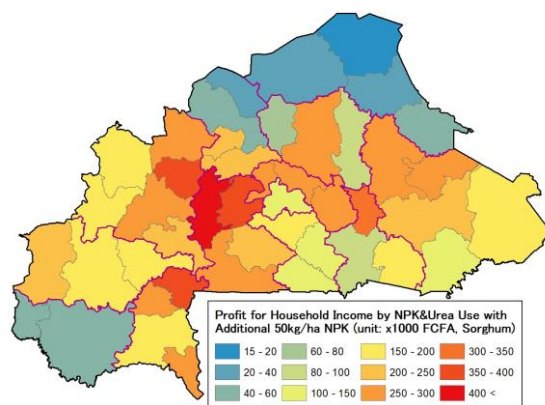 Profit for Household Income by NPK&Urea Use with
Additional 50kg/ha NPK (unit: x1000 FCFA, Sorghum)
15 - 20 60 - 80 150 - 200 300 - 350
20 - 40 80 - 100 200 - 250 350 - 400
40 - 60 100 - 150 250 - 300 400 <